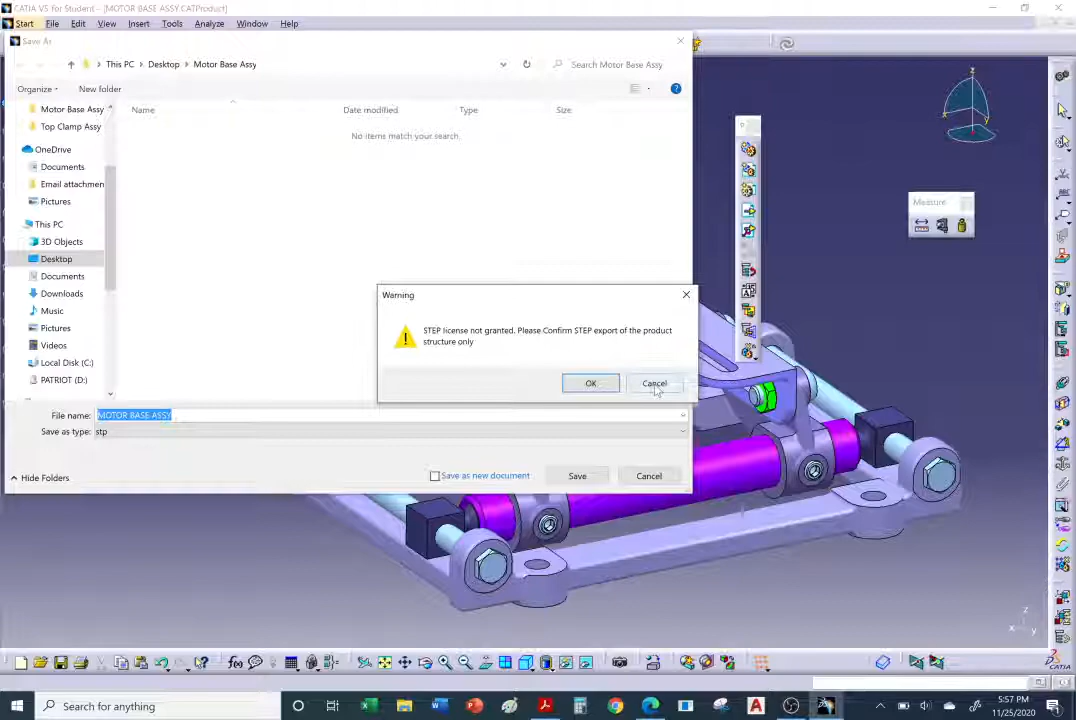 CATIA V5 for Student - [MOTOR BASE ASSY.CATProduct]
Start File Edit View Insert Tools Analyze Window Help
Save As
This PC > Desktop > Motor Base Assy
Search Motor Base Assy
Organize
New folder
Name
Date modified
Type
Size
No items match your search.
Motor Base Assy
Top Clamp Assy
OneDrive
Documents
Email attachmen
Pictures
This PC
3D Objects
Desktop
Documents
Downloads
Music
Pictures
Videos
Local Disk (C:)
PATRIOT (D:)
Measure
z
Warning
STEP license not granted. Please Confirm STEP export of the product
structure only
OK
Cancel
File name: MOTOR BASE ASSY
Save as type: stp
Hide Folders
Save as new document
Save
Cancel
z
x y
CATIA
Search for anything
5:57 PM
11/25/2020